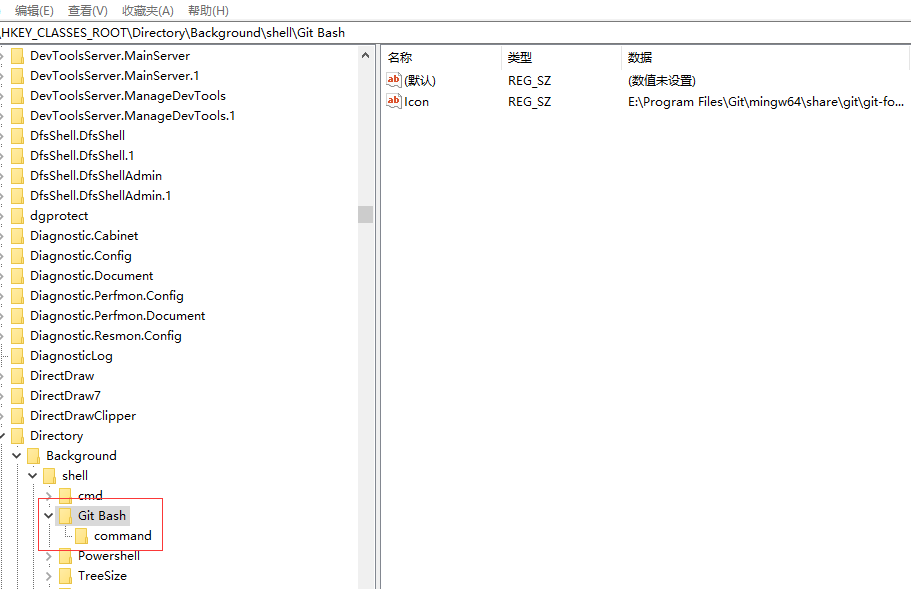 编辑(E) 查看(V) 收藏夹(A) 帮助(H)
\HKEY_CLASSES_ROOT\Directory\Background\shell\Git Bash
DevToolsServer.MainServer
DevToolsServer.MainServer.1
DevToolsServer.ManageDevTools
DevToolsServer.ManageDevTools.1
DfsShell.DfsShell
DfsShell.DfsShell.1
DfsShell.DfsShellAdmin
DfsShell.DfsShellAdmin.1
dgprotect
Diagnostic.Cabinet
Diagnostic.Config
Diagnostic.Document
Diagnostic.Perfmon.Config
Diagnostic.Perfmon.Document
Diagnostic.Resmon.Config
DiagnosticLog
DirectDraw
DirectDraw7
DirectDrawClipper
Directory
Background
shell
cmd
Git Bash
command
Powershell
TreeSize
名称 类型 数据
ab (默认) REG_SZ (数值未设置)
ab Icon REG_SZ E:\Program Files\Git\mingw64\share\git\git-fo...